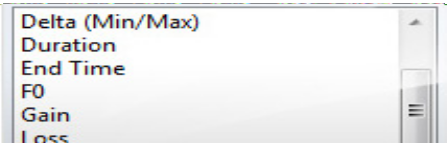 Delta (Min/Max)
Duration
End Time
F0
Gain
Loss